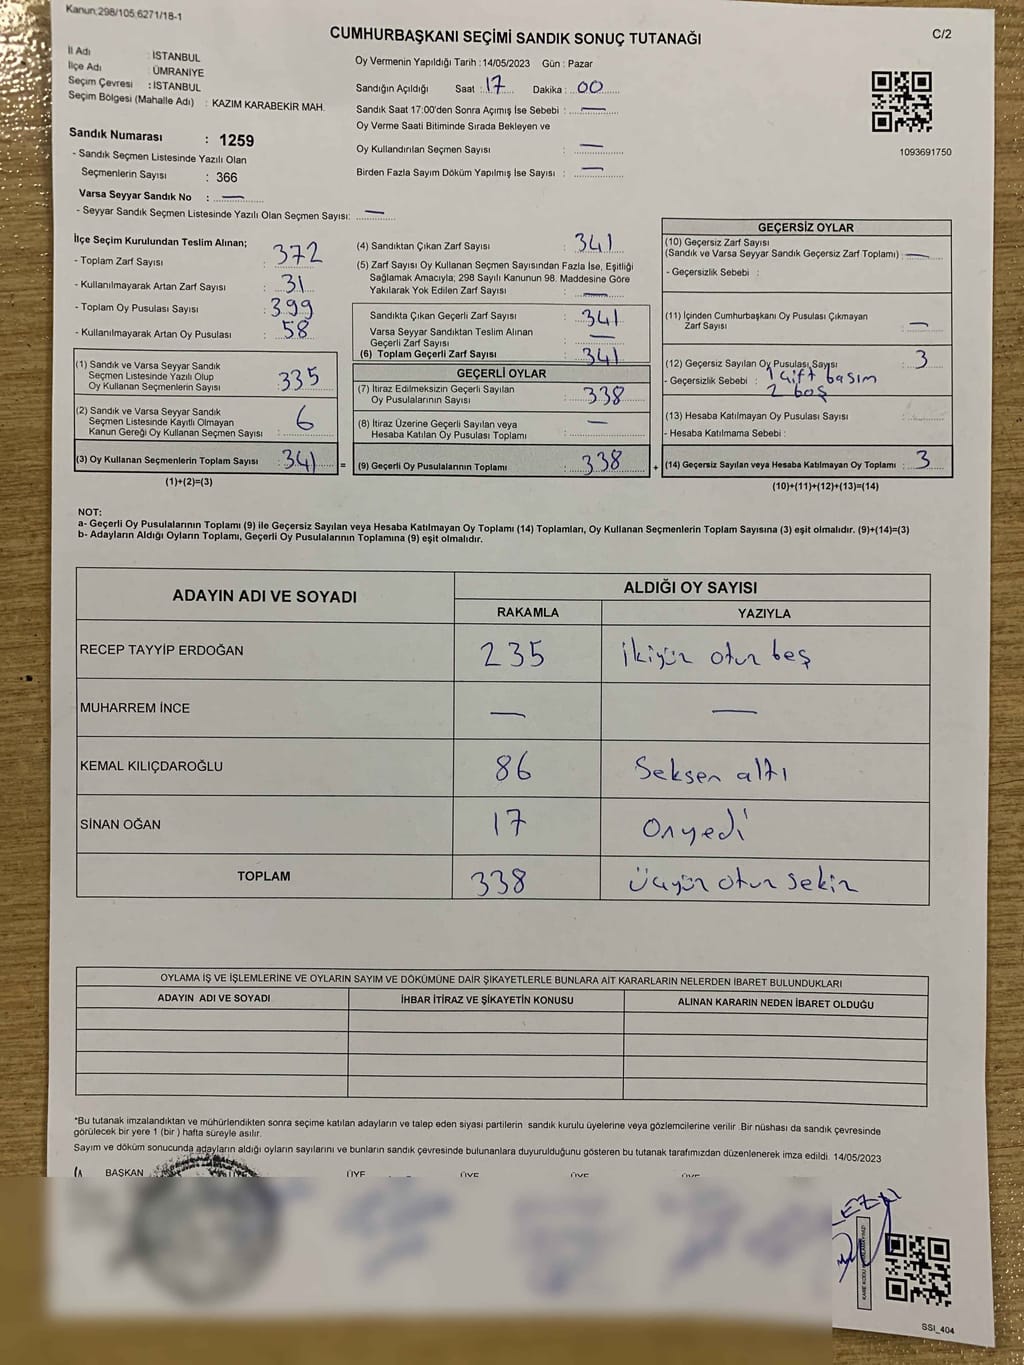 Kanun:298/105;6271/18-1
CUMHURBAŞKANI SEÇİMİ SANDIK SONUÇ TUTANAĞI
C/2
İl Adı : İSTANBUL
İlçe Adı : ÜMRANİYE
Seçim Çevresi : İSTANBUL
Seçim Bölgesi (Mahalle Adı) : KAZIM KARABEKİR MAH.
Sandık Numarası : 1259
- Sandık Seçmen Listesinde Yazılı Olan
Seçmenlerin Sayısı : 366
Varsa Seyyar Sandık No : —
- Seyyar Sandık Seçmen Listesinde Yazılı Olan Seçmen Sayısı: —
Oy Vermenin Yapıldığı Tarih : 14/05/2023 Gün : Pazar
Sandığın Açıldığı Saat : 17 Dakika : 00
Sandık Saat 17:00'den Sonra Açımış İse Sebebi : —
Oy Verme Saati Bitiminde Sırada Bekleyen ve
Oy Kullandırılan Seçmen Sayısı : —
Birden Fazla Sayım Döküm Yapılmış İse Sayısı : —
1093691750
İlçe Seçim Kurulundan Teslim Alınan;
- Toplam Zarf Sayısı : 372
- Kullanılmayarak Artan Zarf Sayısı : 31
- Toplam Oy Pusulası Sayısı : 399
- Kullanılmayarak Artan Oy Pusulası : 58
(1) Sandık ve Varsa Seyyar Sandık
Seçmen Listesinde Yazılı Olup
Oy Kullanan Seçmenlerin Sayısı : 335
(2) Sandık ve Varsa Seyyar Sandık
Seçmen Listesinde Kayıtlı Olmayan
Kanun Gereği Oy Kullanan Seçmen Sayısı : 6
(3) Oy Kullanan Seçmenlerin Toplam Sayısı : 341
(1)+(2)=(3)
(4) Sandıktan Çıkan Zarf Sayısı : 341
(5) Zarf Sayısı Oy Kullanan Seçmen Sayısından Fazla İse, Eşitliği
Sağlamak Amacıyla, 298 Sayılı Kanunun 98. Maddesine Göre
Yakılarak Yok Edilen Zarf Sayısı : —
Sandıkta Çıkan Geçerli Zarf Sayısı : 341
Varsa Seyyar Sandıktan Teslim Alınan
Geçerli Zarf Sayısı : —
(6) Toplam Geçerli Zarf Sayısı : 341
GEÇERLİ OYLAR
(7) İtiraz Edilmeksizin Geçerli Sayılan
Oy Pusulalarının Sayısı : 338
(8) İtiraz Üzerine Geçerli Sayılan veya
Hesaba Katılan Oy Pusulası Toplamı : —
= (9) Geçerli Oy Pusulalarının Toplamı : 338
GEÇERSİZ OYLAR
(10) Geçersiz Zarf Sayısı
(Sandık ve Varsa Seyyar Sandık Geçersiz Zarf Toplamı) : —
- Geçersizlik Sebebi :
(11) İçinden Cumhurbaşkanı Oy Pusulası Çıkmayan
Zarf Sayısı : —
(12) Geçersiz Sayılan Oy Pusulası Sayısı : 3
- Geçersizlik Sebebi : 1 çift basım
2 boş
(13) Hesaba Katılmayan Oy Pusulası Sayısı :
- Hesaba Katılmama Sebebi :
+ (14) Geçersiz Sayılan veya Hesaba Katılmayan Oy Toplamı : 3
(10)+(11)+(12)+(13)=(14)
NOT:
a- Geçerli Oy Pusulalarının Toplamı (9) ile Geçersiz Sayılan veya Hesaba Katılmayan Oy Toplamı (14) Toplamları, Oy Kullanan Seçmenlerin Toplam Sayısına (3) eşit olmalıdır. (9)+(14)=(3)
b- Adayların Aldığı Oyların Toplamı, Geçerli Oy Pusulalarının Toplamına (9) eşit olmalıdır.
ADAYIN ADI VE SOYADI
ALDIĞI OY SAYISI
RAKAMLA YAZIYLA
RECEP TAYYİP ERDOĞAN 235 ikiyüz otuz beş
MUHARREM İNCE — —
KEMAL KILIÇDAROĞLU 86 Seksen altı
SİNAN OĞAN 17 Onyedi
TOPLAM 338 üçyüz otuz sekiz
OYLAMA İŞ VE İŞLEMLERİNE VE OYLARIN SAYIM VE DÖKÜMÜNE DAİR ŞİKAYETLERLE BUNLARA AİT KARARLARIN NELERDEN İBARET BULUNDUKLARI
ADAYIN ADI VE SOYADI İHBAR İTİRAZ VE ŞİKAYETİN KONUSU ALINAN KARARIN NEDEN İBARET OLDUĞU
*Bu tutanak imzalandıktan ve mühürlendikten sonra seçime katılan adayların ve talep eden siyasi partilerin sandık kurulu üyelerine veya gözlemcilerine verilir .Bir nüshası da sandık çevresinde
görülecek bir yere 1 (bir ) hafta süreyle asılır.
Sayım ve döküm sonucunda adayların aldığı oyların sayılarını ve bunların sandık çevresinde bulunanlara duyurulduğunu gösteren bu tutanak tarafımızdan düzenlenerek imza edildi. 14/05/2023
BAŞKAN ÜYE ÜYE ÜYE ÜYE
SSİ_404